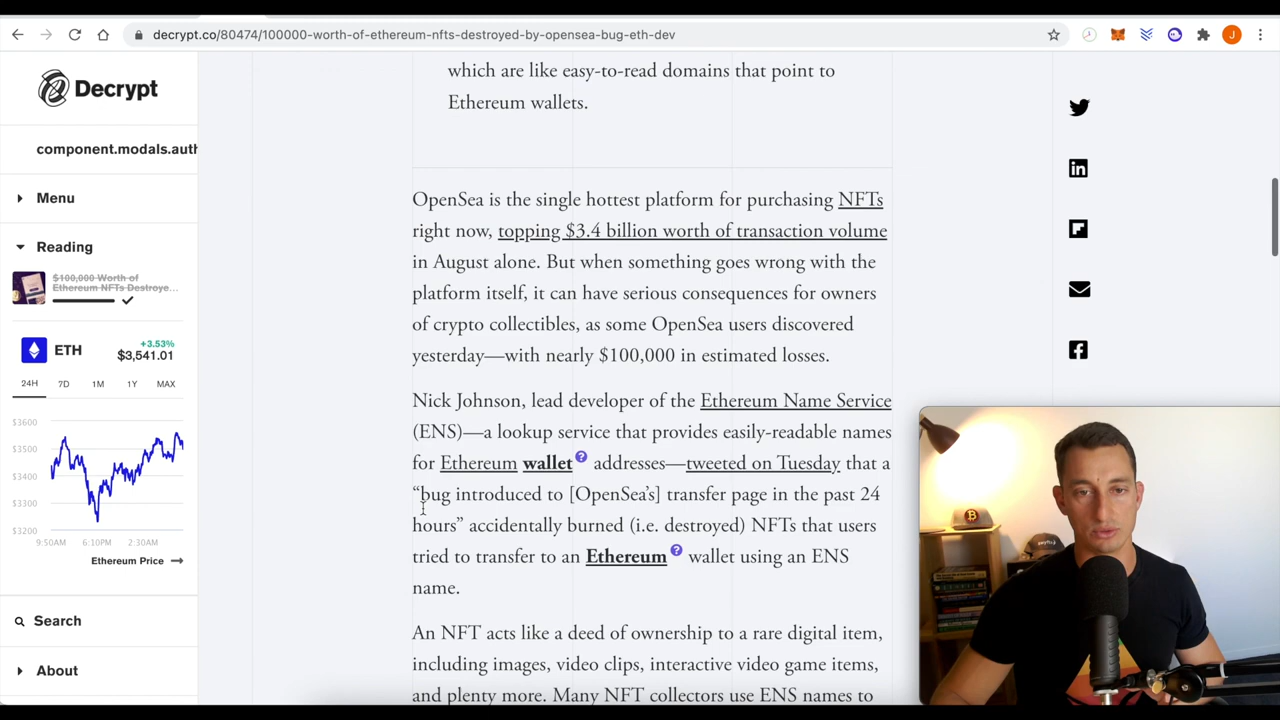 decrypt.co/80474/100000-worth-of-ethereum-nfts-destroyed-by-opensea-bug-eth-dev
J
Decrypt
component.modals.auth
Menu
Reading
$100,000 Worth of
Ethereum NFTs Destroye...
ETH
+3.53%
$3,541.01
24H 7D 1M 1Y MAX
$3600
$3500
$3400
$3300
$3200
9:50AM 6:10PM 2:30AM
Ethereum Price →
Search
About
which are like easy-to-read domains that point to
Ethereum wallets.
OpenSea is the single hottest platform for purchasing NFTs
right now, topping $3.4 billion worth of transaction volume
in August alone. But when something goes wrong with the
platform itself, it can have serious consequences for owners
of crypto collectibles, as some OpenSea users discovered
yesterday—with nearly $100,000 in estimated losses.
Nick Johnson, lead developer of the Ethereum Name Service
(ENS)—a lookup service that provides easily-readable names
for Ethereum wallet ? addresses—tweeted on Tuesday that a
“bug introduced to [OpenSea’s] transfer page in the past 24
hours” accidentally burned (i.e. destroyed) NFTs that users
tried to transfer to an Ethereum ? wallet using an ENS
name.
An NFT acts like a deed of ownership to a rare digital item,
including images, video clips, interactive video game items,
and plenty more. Many NFT collectors use ENS names to